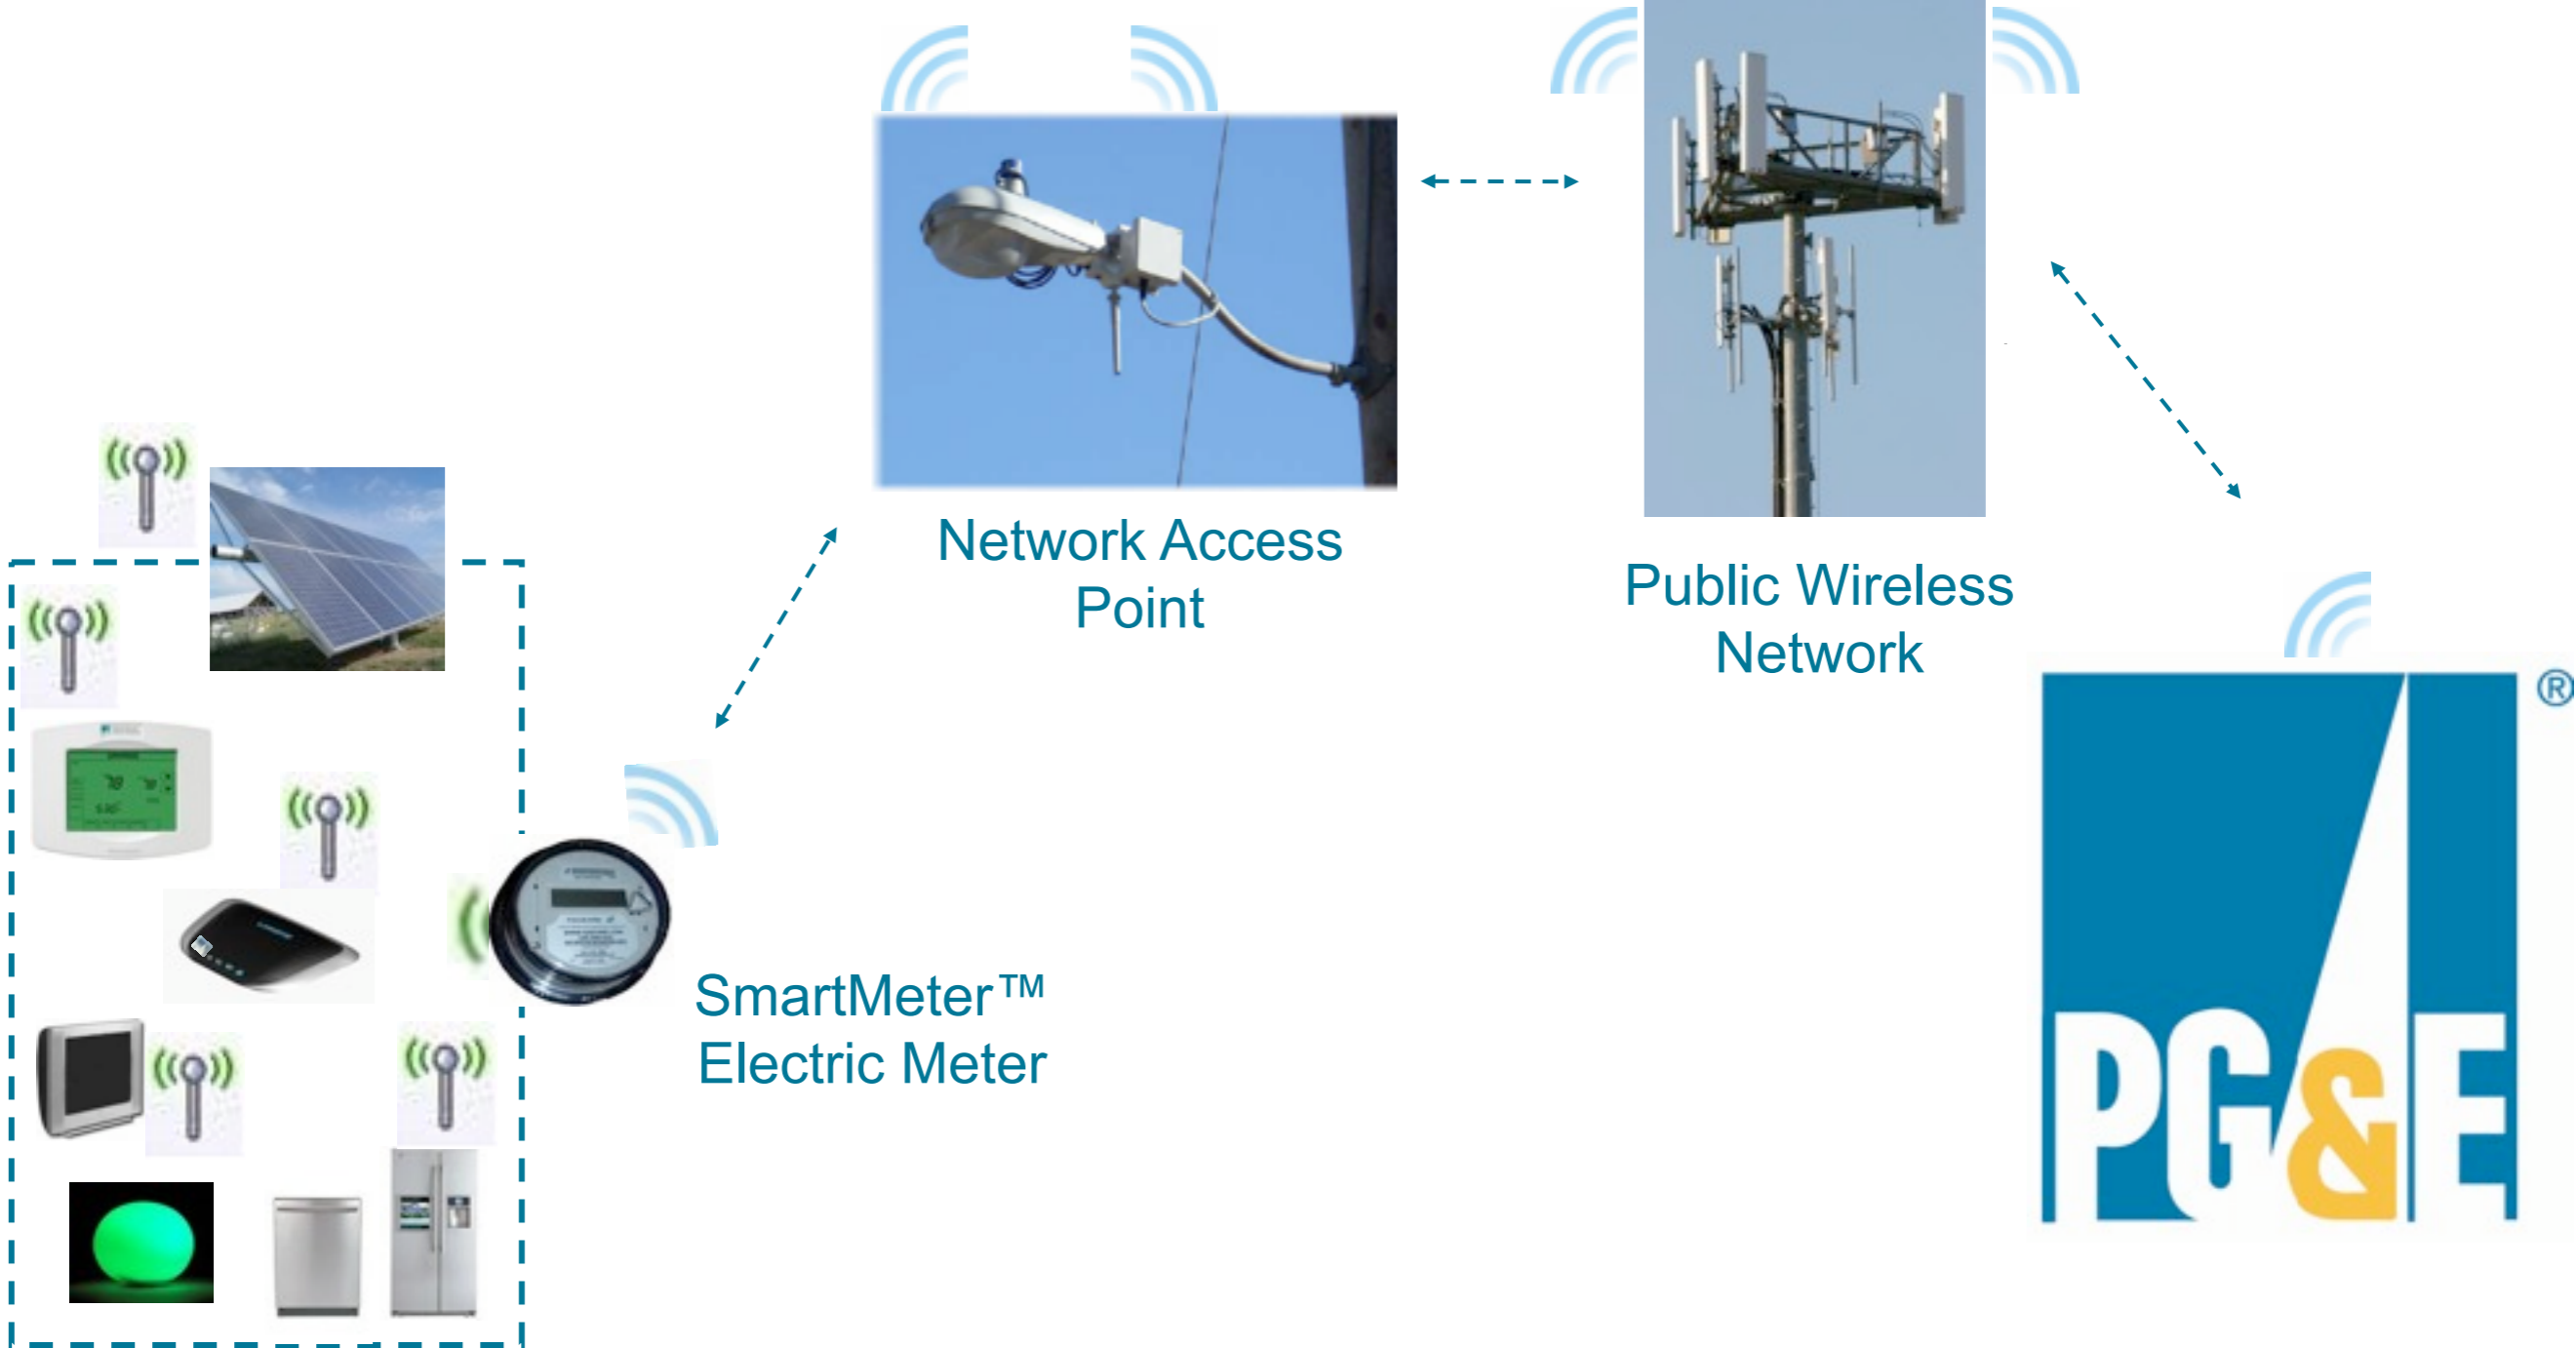 Network Access
Point
Public Wireless
Network
®
PG&E
SmartMeter™
Electric Meter